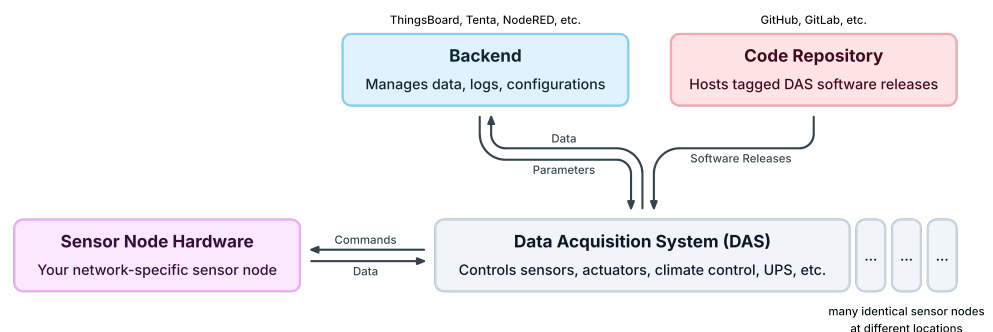 ThingsBoard, Tenta, NodeRED, etc.
GitHub, GitLab, etc.
Backend
Manages data, logs, configurations
Code Repository
Hosts tagged DAS software releases
Data
Parameters
Software Releases
Sensor Node Hardware
Your network-specific sensor node
Commands
Data
Data Acquisition System (DAS)
Controls sensors, actuators, climate control, UPS, etc.
...
...
...
many identical sensor nodes
at different locations